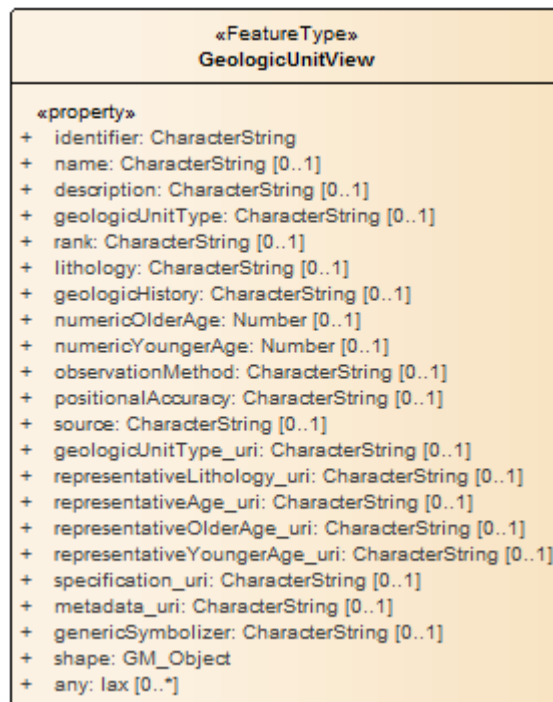 «FeatureType»
GeologicUnitView
«property»
+ identifier: CharacterString
+ name: CharacterString [0..1]
+ description: CharacterString [0..1]
+ geologicUnitType: CharacterString [0..1]
+ rank: CharacterString [0..1]
+ lithology: CharacterString [0..1]
+ geologicHistory: CharacterString [0..1]
+ numericOlderAge: Number [0..1]
+ numericYoungerAge: Number [0..1]
+ observationMethod: CharacterString [0..1]
+ positionalAccuracy: CharacterString [0..1]
+ source: CharacterString [0..1]
+ geologicUnitType_uri: CharacterString [0..1]
+ representativeLithology_uri: CharacterString [0..1]
+ representativeAge_uri: CharacterString [0..1]
+ representativeOlderAge_uri: CharacterString [0..1]
+ representativeYoungerAge_uri: CharacterString [0..1]
+ specification_uri: CharacterString [0..1]
+ metadata_uri: CharacterString [0..1]
+ genericSymbolizer: CharacterString [0..1]
+ shape: GM_Object
+ any: lax [0..*]